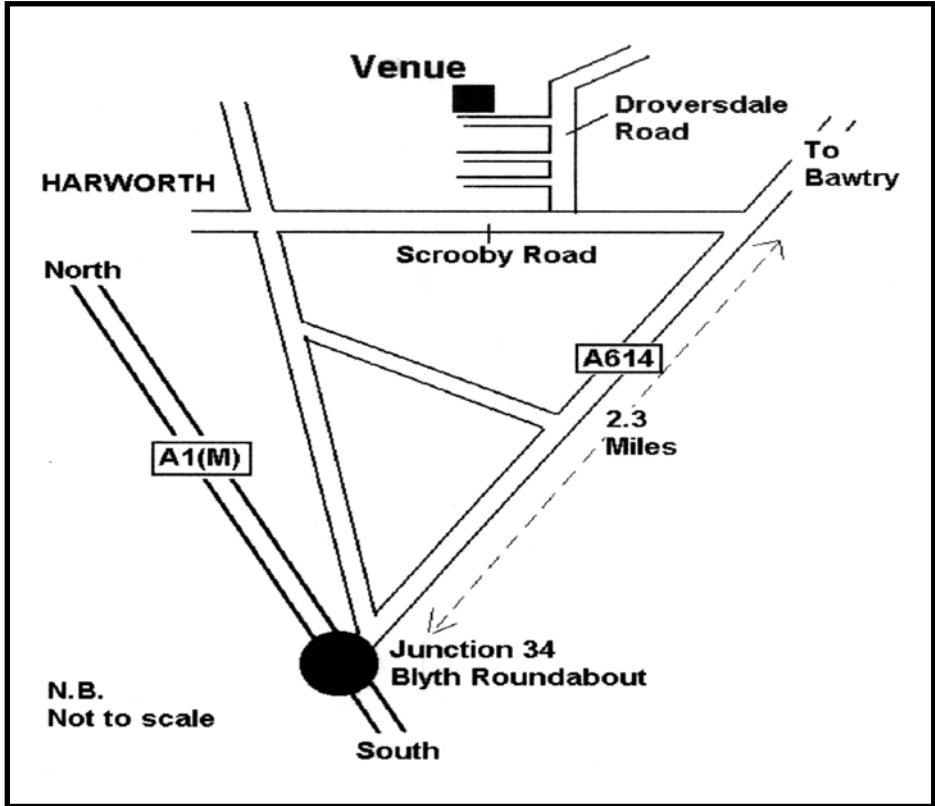 Venue
Droversdale
Road
To
Bawtry
HARWORTH
Scrooby Road
North
A614
2.3
Miles
A1(M)
Junction 34
Blyth Roundabout
N.B.
Not to scale
South